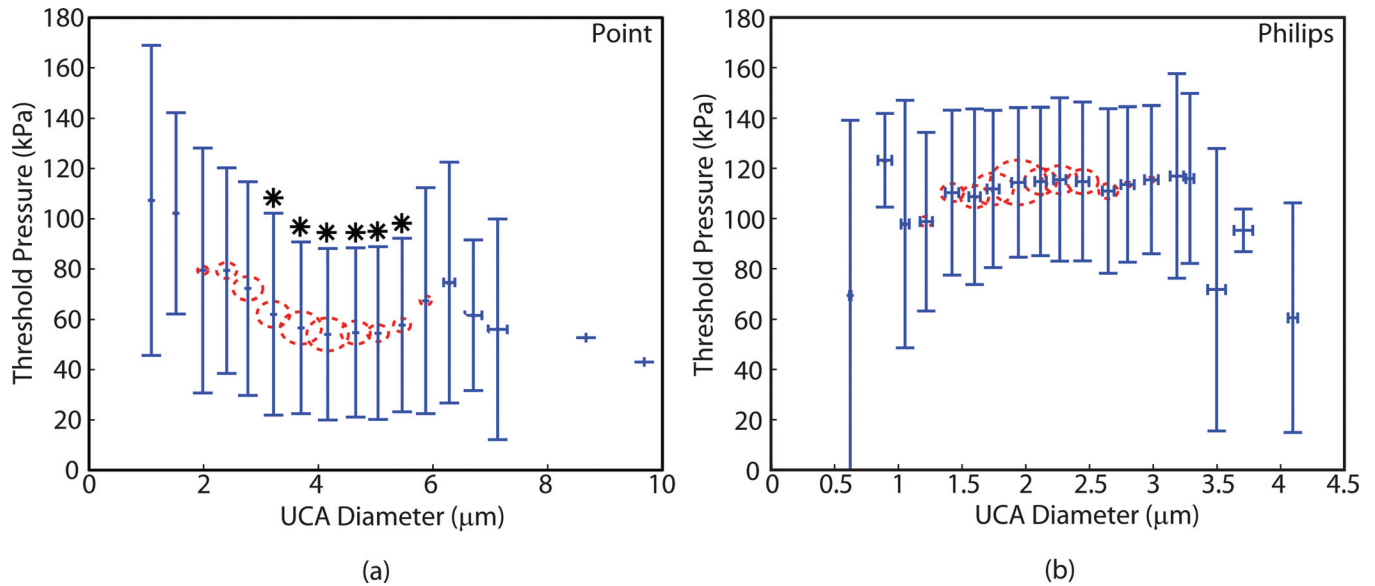 Point
180
160
140
120
100
80
60
40
20
0
Threshold Pressure (kPa)
0 2 4 6 8 10
UCA Diameter (μm)
(a)
Philips
180
160
140
120
100
80
60
40
20
0
Threshold Pressure (kPa)
0 0.5 1 1.5 2 2.5 3 3.5 4 4.5
UCA Diameter (μm)
(b)